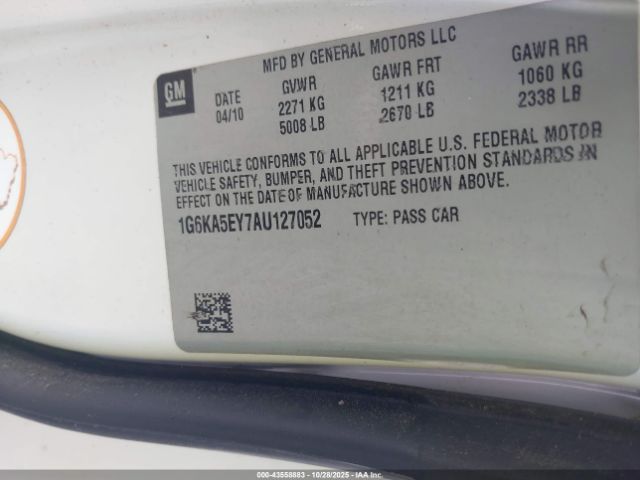 GM
MFD BY GENERAL MOTORS LLC
DATE GVWR GAWR FRT GAWR RR
04/10 2271 KG 1211 KG 1060 KG
5008 LB 2670 LB 2338 LB
THIS VEHICLE CONFORMS TO ALL APPLICABLE U.S. FEDERAL MOTOR
VEHICLE SAFETY, BUMPER, AND THEFT PREVENTION STANDARDS IN
EFFECT ON THE DATE OF MANUFACTURE SHOWN ABOVE.
1G6KA5EY7AU127052 TYPE: PASS CAR
000-43558883 • 10/28/2025 • IAAI.COM